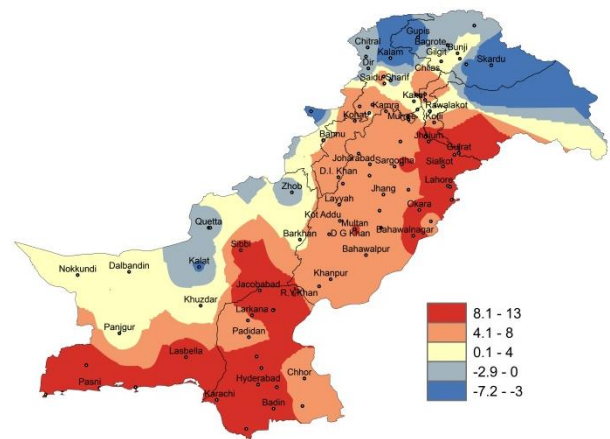 Gupis
Chitral
Bagrote
Kalam
Bunji
Gilgit
Dir
Skardu
Chilas
Saidu Sharif
Kakul
Kamra
Rawalakot
Kohat
Kotli
Bannu
Jhelum
Gujrat
Joharabad
Sargodha
Sialkot
D.I. Khan
Lahore
Zhob
Jhang
Layyah
Okara
Kot Addu
Quetta
Multan
Barkhan
D G Khan
Bahawalnagar
Sibbi
Bahawalpur
Kalat
Dalbandin
Nokkundi
Khanpur
Jacobabad
R.Y.Khan
Khuzdar
Larkana
Padidan
Panjgur
Lasbella
Chhor
Pasni
Hyderabad
Karachi
Badin
8.1 - 13
4.1 - 8
0.1 - 4
-2.9 - 0
-7.2 - -3